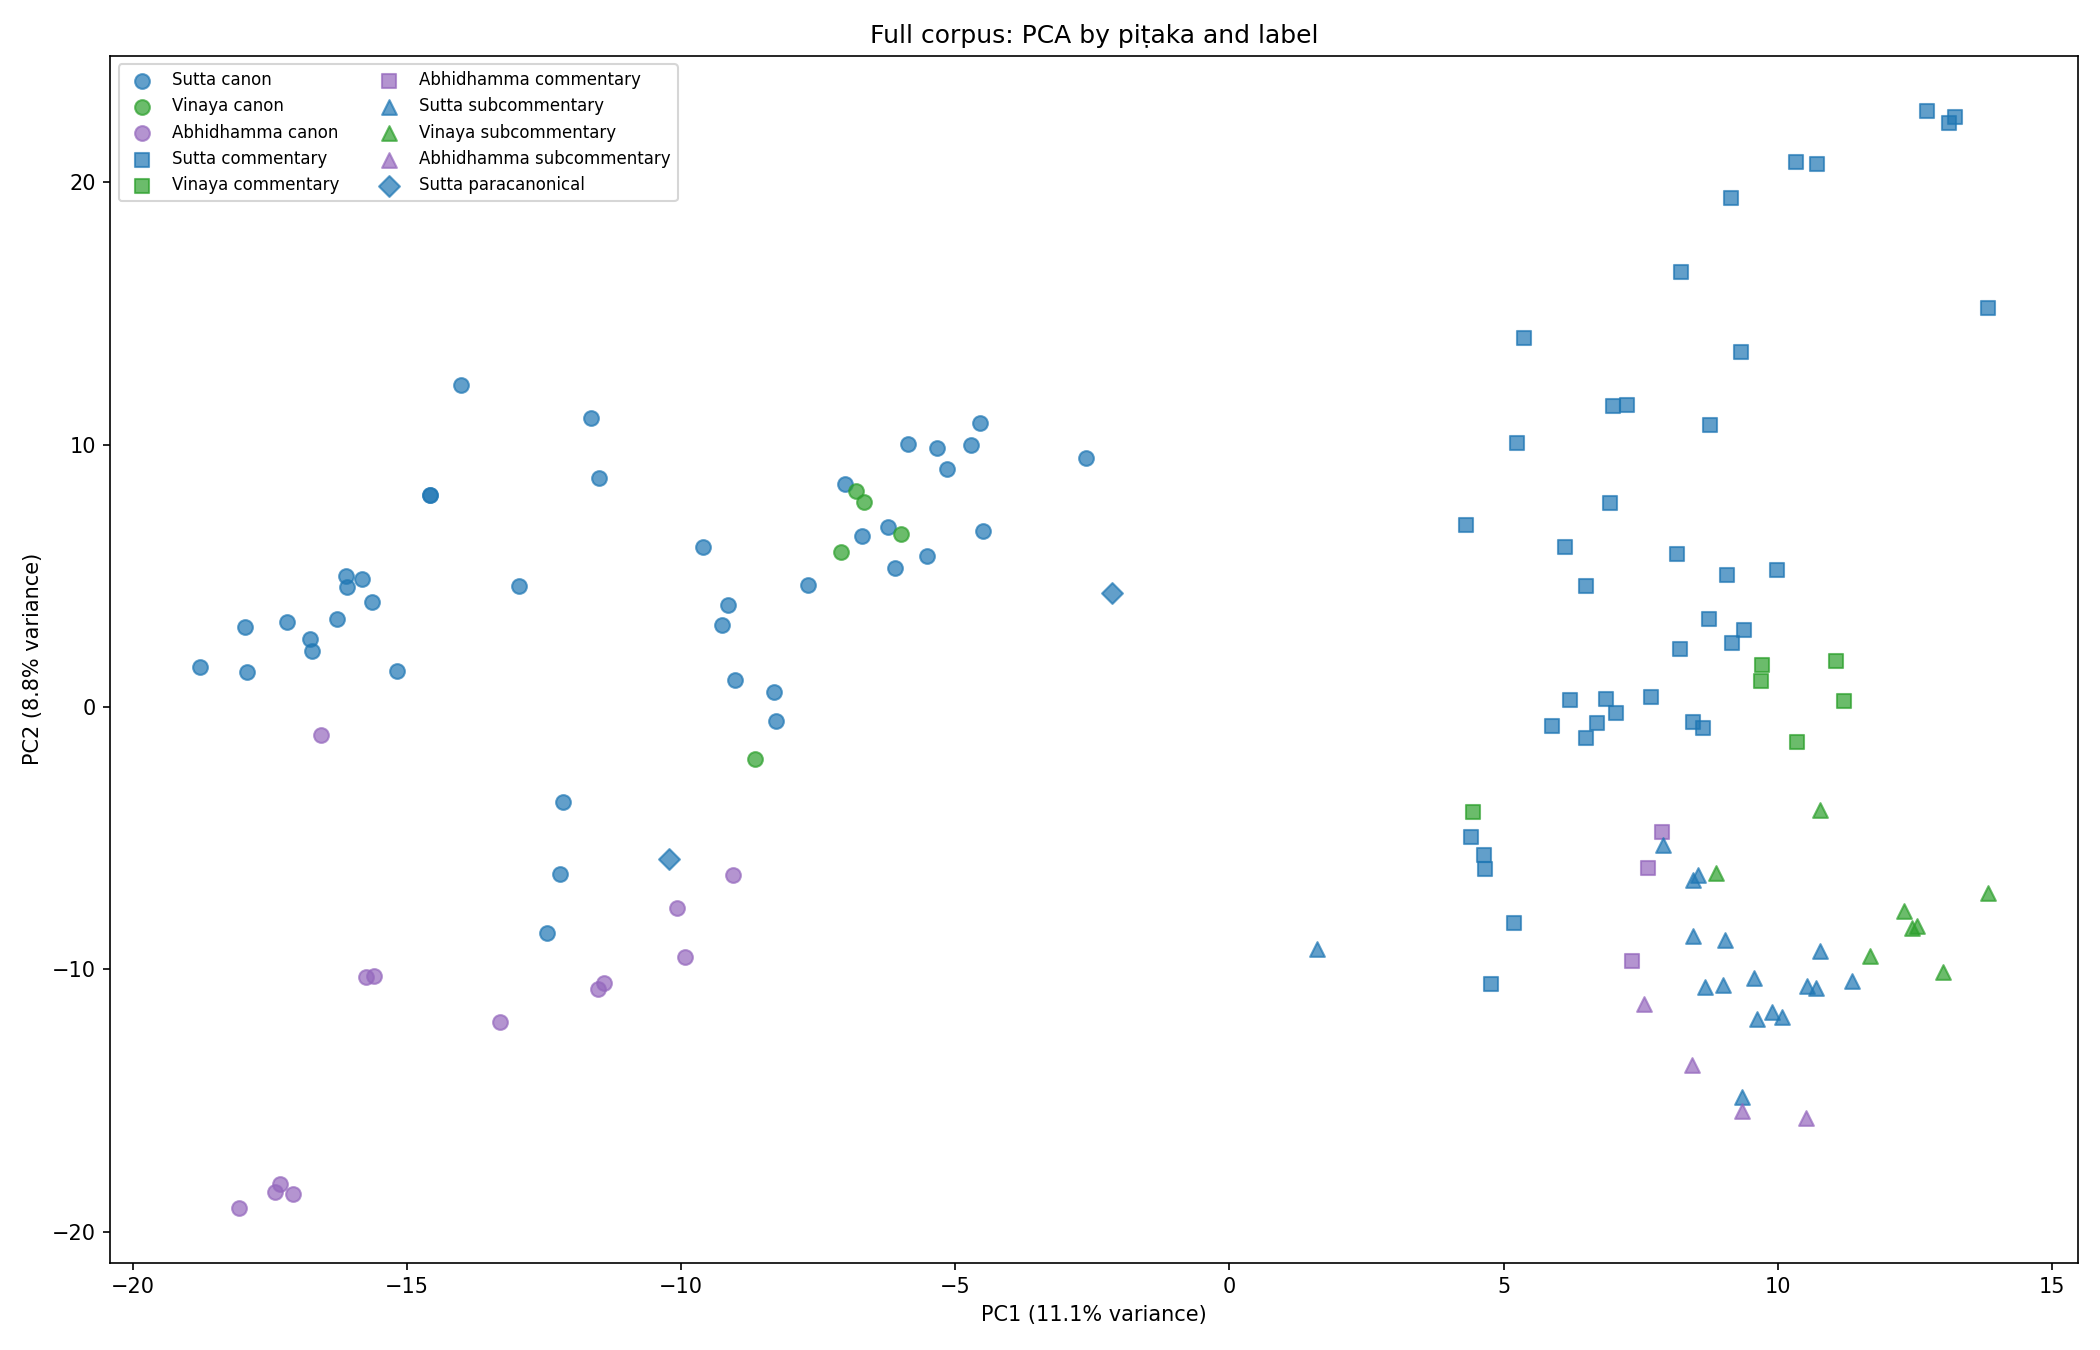 Full corpus: PCA by piṭaka and label
Sutta canon
Vinaya canon
Abhidhamma canon
Sutta commentary
Vinaya commentary
Abhidhamma commentary
Sutta subcommentary
Vinaya subcommentary
Abhidhamma subcommentary
Sutta paracanonical
PC2 (8.8% variance)
20
10
0
−10
−20
−20
−15
−10
−5
0
5
10
15
PC1 (11.1% variance)